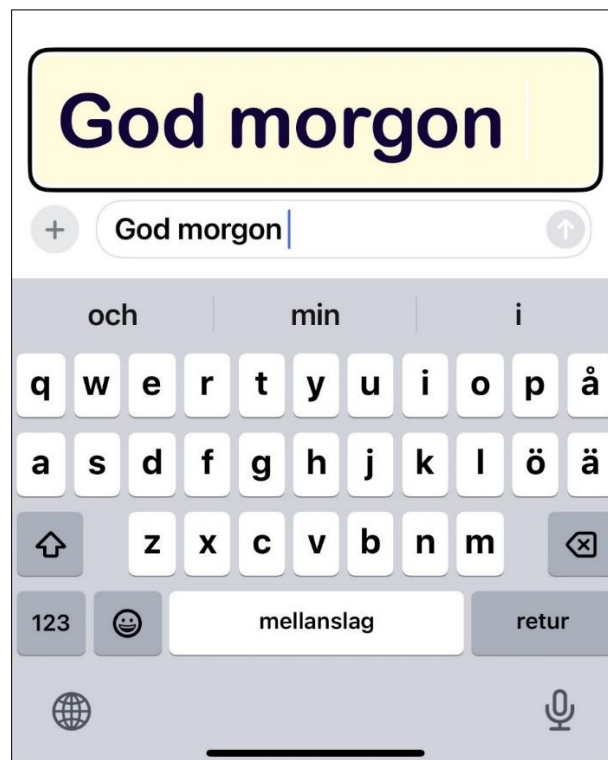 God morgon
God morgon
och min i
q w e r t y u i o p å
a s d f g h j k l ö ä
z x c v b n m
123 mellanslag retur